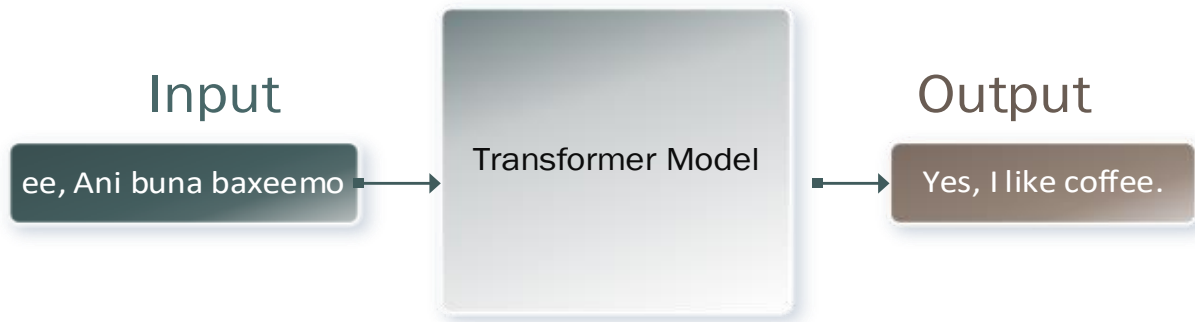 Input
Output
ee, Ani buna baxeemo
Transformer Model
Yes, I like coffee.